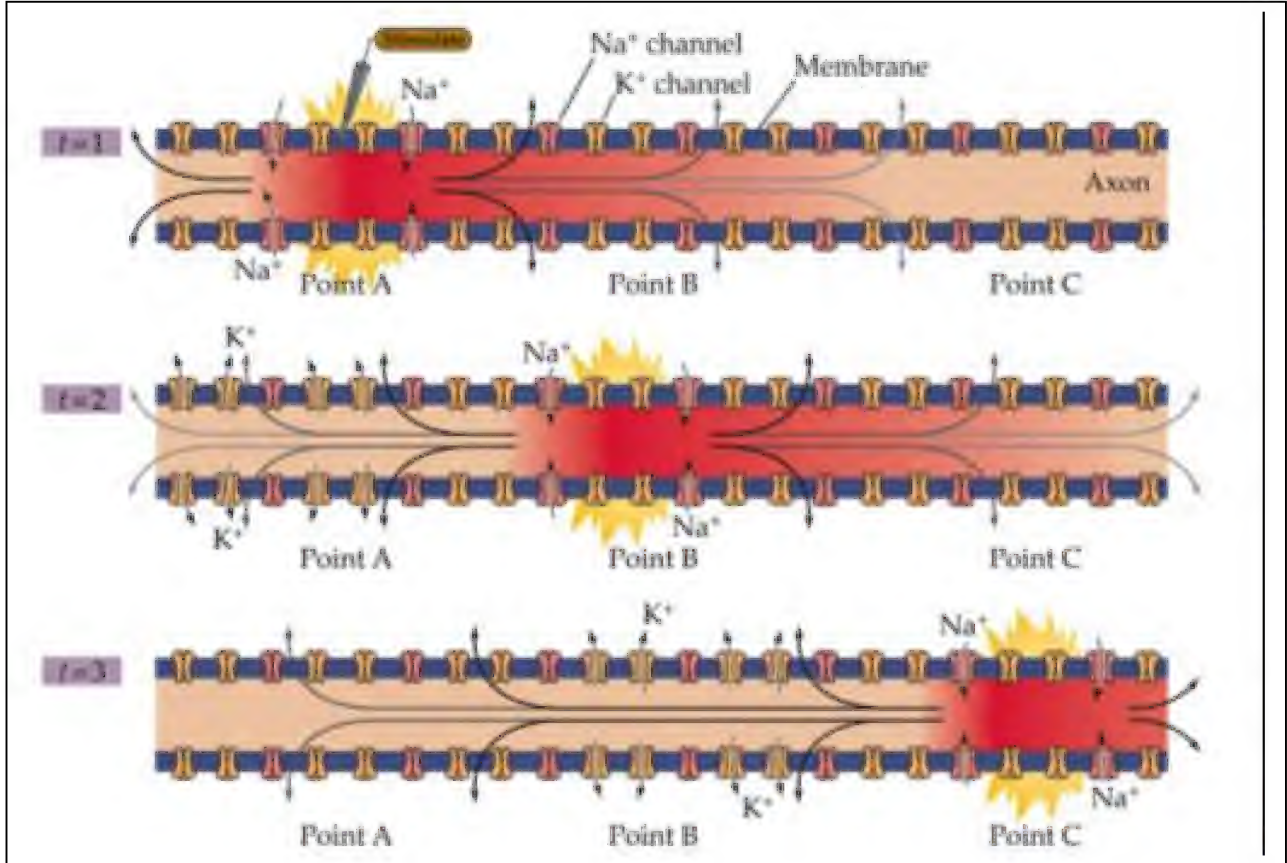 Na⁺ channel
K⁺ channel
Membrane
Na⁺
t=1
Axon
Na⁺
Point A
Point B
Point C
K⁺
Na⁺
t=2
K⁺
Na⁺
Point A
Point B
Point C
K⁺
Na⁺
t=3
K⁺
Na⁺
Point A
Point B
Point C